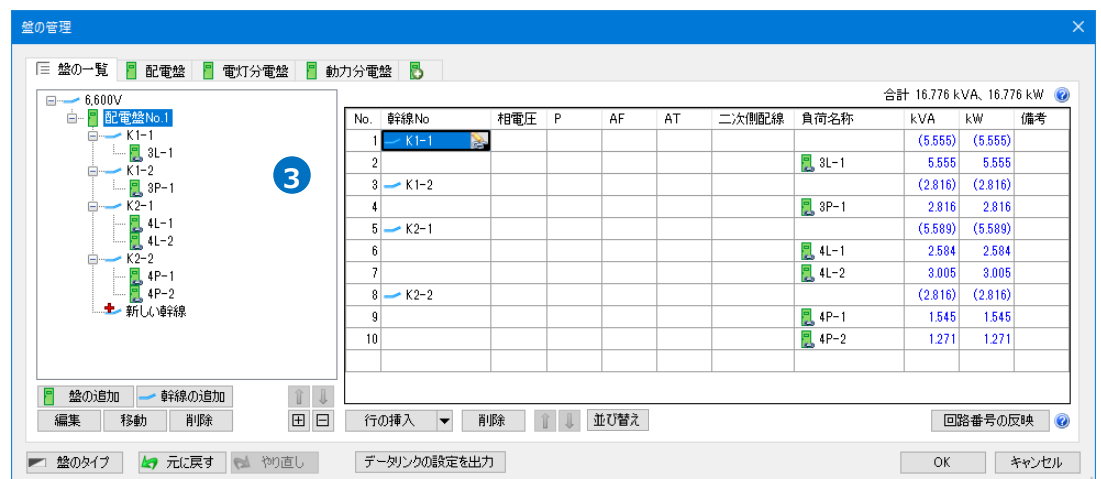 盤の管理
盤の一覧 配電盤 電灯分電盤 動力分電盤
合計 16.776 kVA、16.776 kW
6,600V
配電盤No.1
K1-1
3L-1
K1-2
3P-1
K2-1
4L-1
4L-2
K2-2
4P-1
4P-2
新しい幹線
3
No. 幹線No 相電圧 P AF AT 二次側配線 負荷名称 kVA kW 備考
1 K1-1 (5.555) (5.555)
2 3L-1 5.555 5.555
3 K1-2 (2.816) (2.816)
4 3P-1 2.816 2.816
5 K2-1 (5.589) (5.589)
6 4L-1 2.584 2.584
7 4L-2 3.005 3.005
8 K2-2 (2.816) (2.816)
9 4P-1 1.545 1.545
10 4P-2 1.271 1.271
盤の追加 幹線の追加
編集 移動 削除
行の挿入 削除 並び替え 回路番号の反映
盤のタイプ 元に戻す やり直し データリンクの設定を出力 OK キャンセル